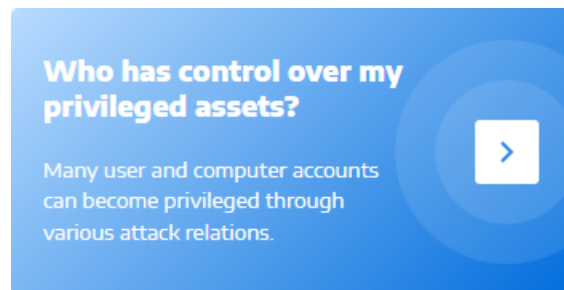 Who has control over my
privileged assets?
Many user and computer accounts
can become privileged through
various attack relations.